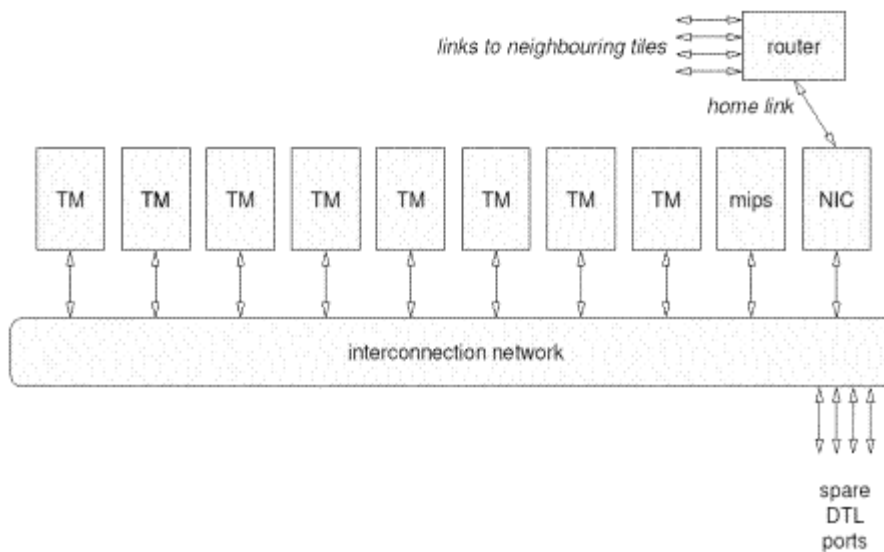 links to neighbouring tiles
router
home link
TM TM TM TM TM TM TM TM mips NIC
interconnection network
spare
DTL
ports